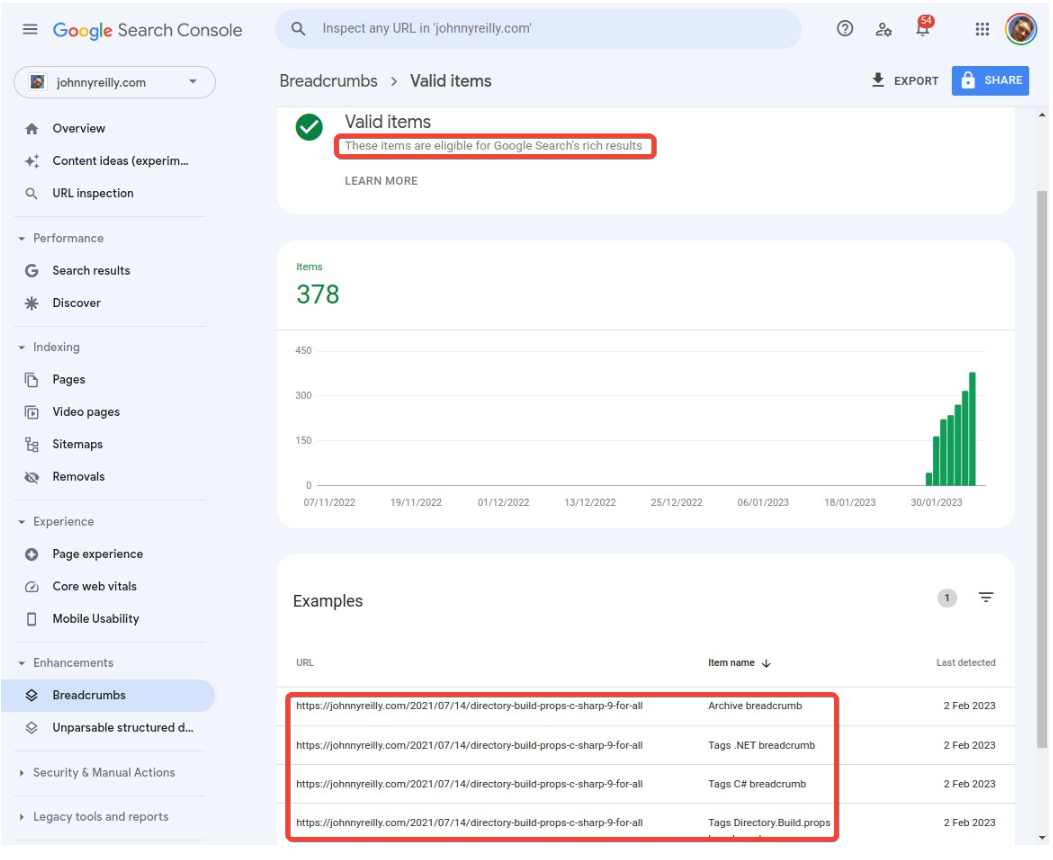 Google Search Console
Inspect any URL in 'johnnyreilly.com'
54
johnnyreilly.com
Breadcrumbs > Valid items
EXPORT
SHARE
Overview
Content ideas (experim...
URL inspection
Performance
Search results
Discover
Indexing
Pages
Video pages
Sitemaps
Removals
Experience
Page experience
Core web vitals
Mobile Usability
Enhancements
Breadcrumbs
Unparsable structured d...
Security & Manual Actions
Legacy tools and reports
Valid items
These items are eligible for Google Search's rich results
LEARN MORE
Items
378
450
300
150
0
07/11/2022 19/11/2022 01/12/2022 13/12/2022 25/12/2022 06/01/2023 18/01/2023 30/01/2023
Examples
1
URL Item name Last detected
https://johnnyreilly.com/2021/07/14/directory-build-props-c-sharp-9-for-all Archive breadcrumb 2 Feb 2023
https://johnnyreilly.com/2021/07/14/directory-build-props-c-sharp-9-for-all Tags .NET breadcrumb 2 Feb 2023
https://johnnyreilly.com/2021/07/14/directory-build-props-c-sharp-9-for-all Tags C# breadcrumb 2 Feb 2023
https://johnnyreilly.com/2021/07/14/directory-build-props-c-sharp-9-for-all Tags Directory.Build.props 2 Feb 2023